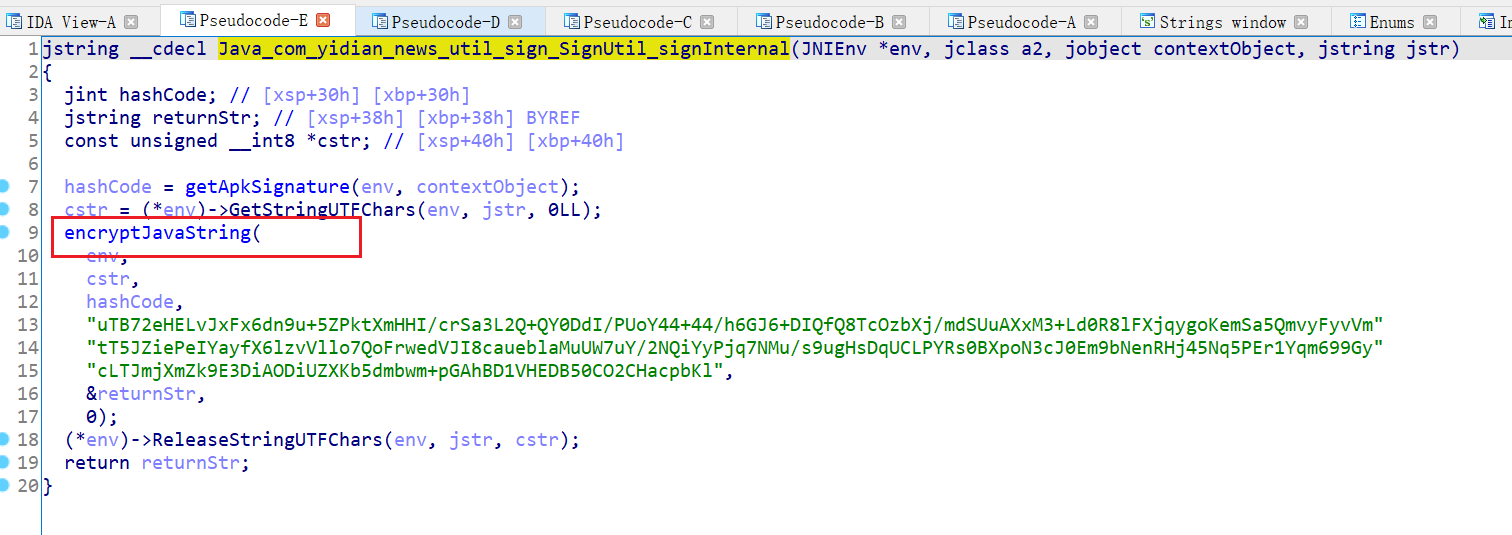 IDA View-A Pseudocode-E Pseudocode-D Pseudocode-C Pseudocode-B Pseudocode-A Strings window Enums
1 jstring __cdecl Java_com_yidian_news_util_sign_SignUtil_signInternal(JNIEnv *env, jclass a2, jobject contextObject, jstring jstr)
2 {
3 jint hashCode; // [xsp+30h] [xbp+30h]
4 jstring returnStr; // [xsp+38h] [xbp+38h] BYREF
5 const unsigned __int8 *cstr; // [xsp+40h] [xbp+40h]
6
7 hashCode = getApkSignature(env, contextObject);
8 cstr = (*env)->GetStringUTFChars(env, jstr, 0LL);
9 encryptJavaString(
10 env,
11 cstr,
12 hashCode,
13 "uTB72eHELvJxFx6dn9u+5ZPktXmHHI/crSa3L2Q+QY0DdI/PUoY44+44/h6GJ6+DIQfQ8TcOzbXj/mdSUuAXxM3+Ld0R8lFXjqygoKemSa5QmvyFyvVm"
14 "tT5JZiePeIYayfX6lzvVllo7QoFrwedVJI8caueblaMuUW7uY/2NQiYyPjq7NMu/s9ugHsDqUCLPYRs0BXpoN3cJ0Em9bNenRHj45Nq5PEr1Yqm699Gy"
15 "cLTJmjXmZk9E3DiAODiUZXKb5dmbwm+pGAhBD1VHEDB50CO2CHacpbKl",
16 &returnStr,
17 0);
18 (*env)->ReleaseStringUTFChars(env, jstr, cstr);
19 return returnStr;
20 }